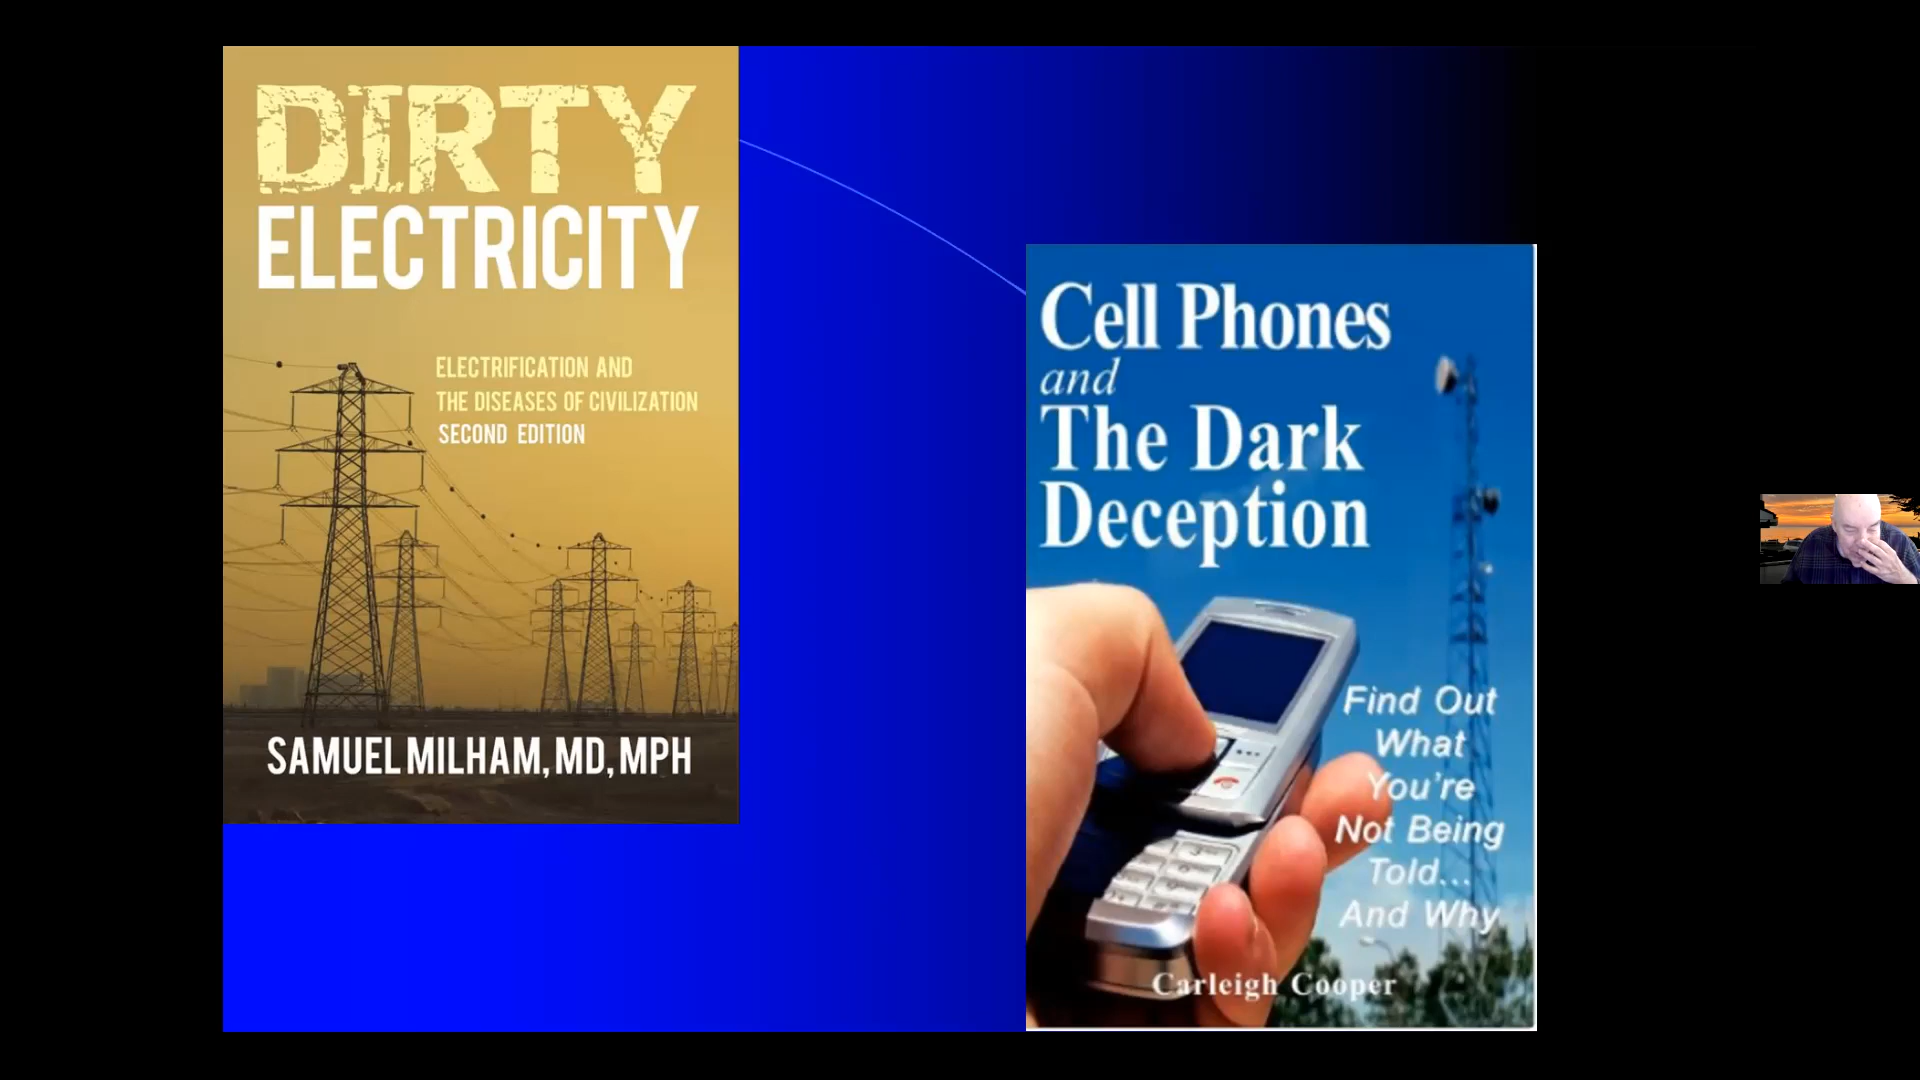 DIRTY
ELECTRICITY
ELECTRIFICATION AND
THE DISEASES OF CIVILIZATION
SECOND EDITION
SAMUEL MILHAM, MD, MPH
Cell Phones
and
The Dark
Deception
Find Out
What
You're
Not Being
Told...
And Why
Carleigh Cooper